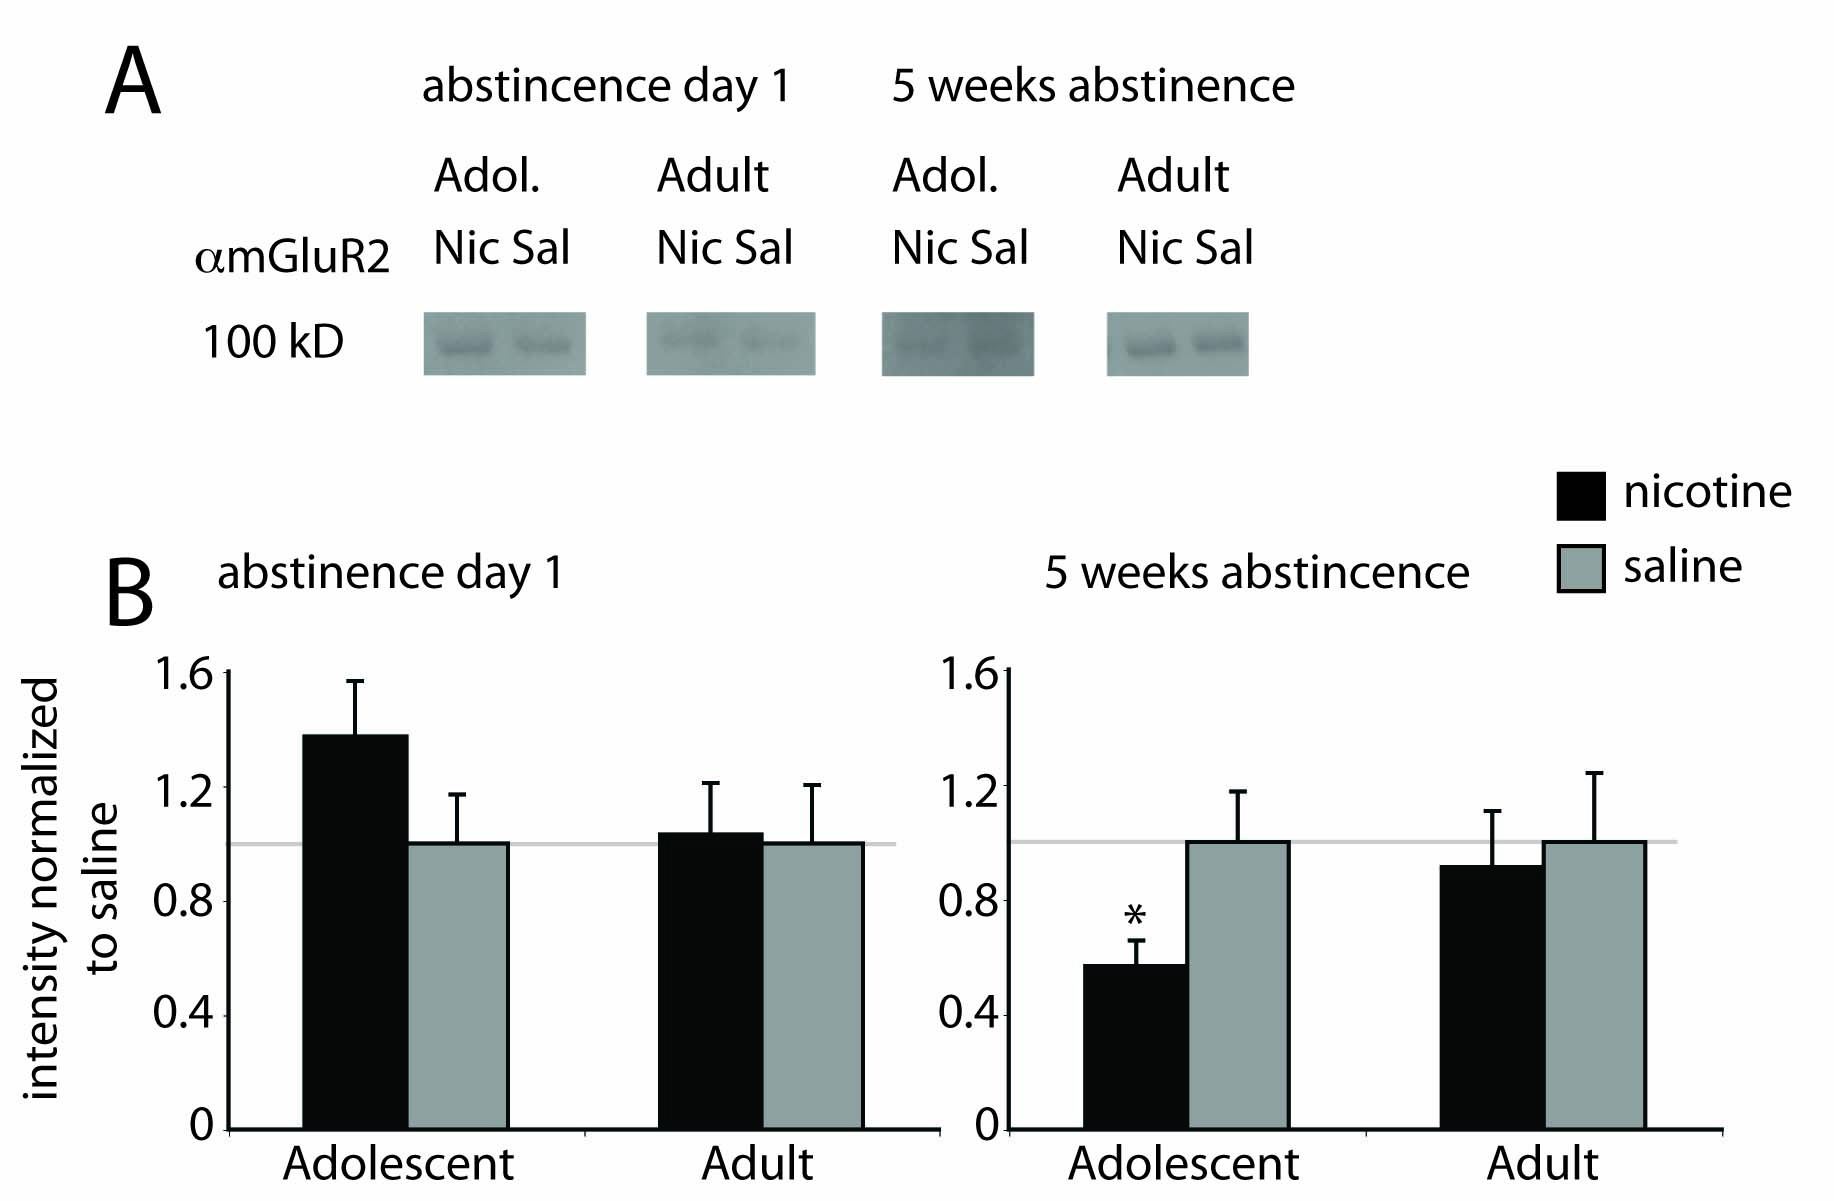 A
abstincence day 1 5 weeks abstinence
Adol. Adult Adol. Adult
αmGluR2 Nic Sal Nic Sal Nic Sal Nic Sal
100 kD
nicotine
saline
B
abstinence day 1 5 weeks abstincence
intensity normalized
to saline
1.6
1.2
0.8
0.4
0
Adolescent Adult
1.6
1.2
0.8
0.4
0
*
Adolescent Adult